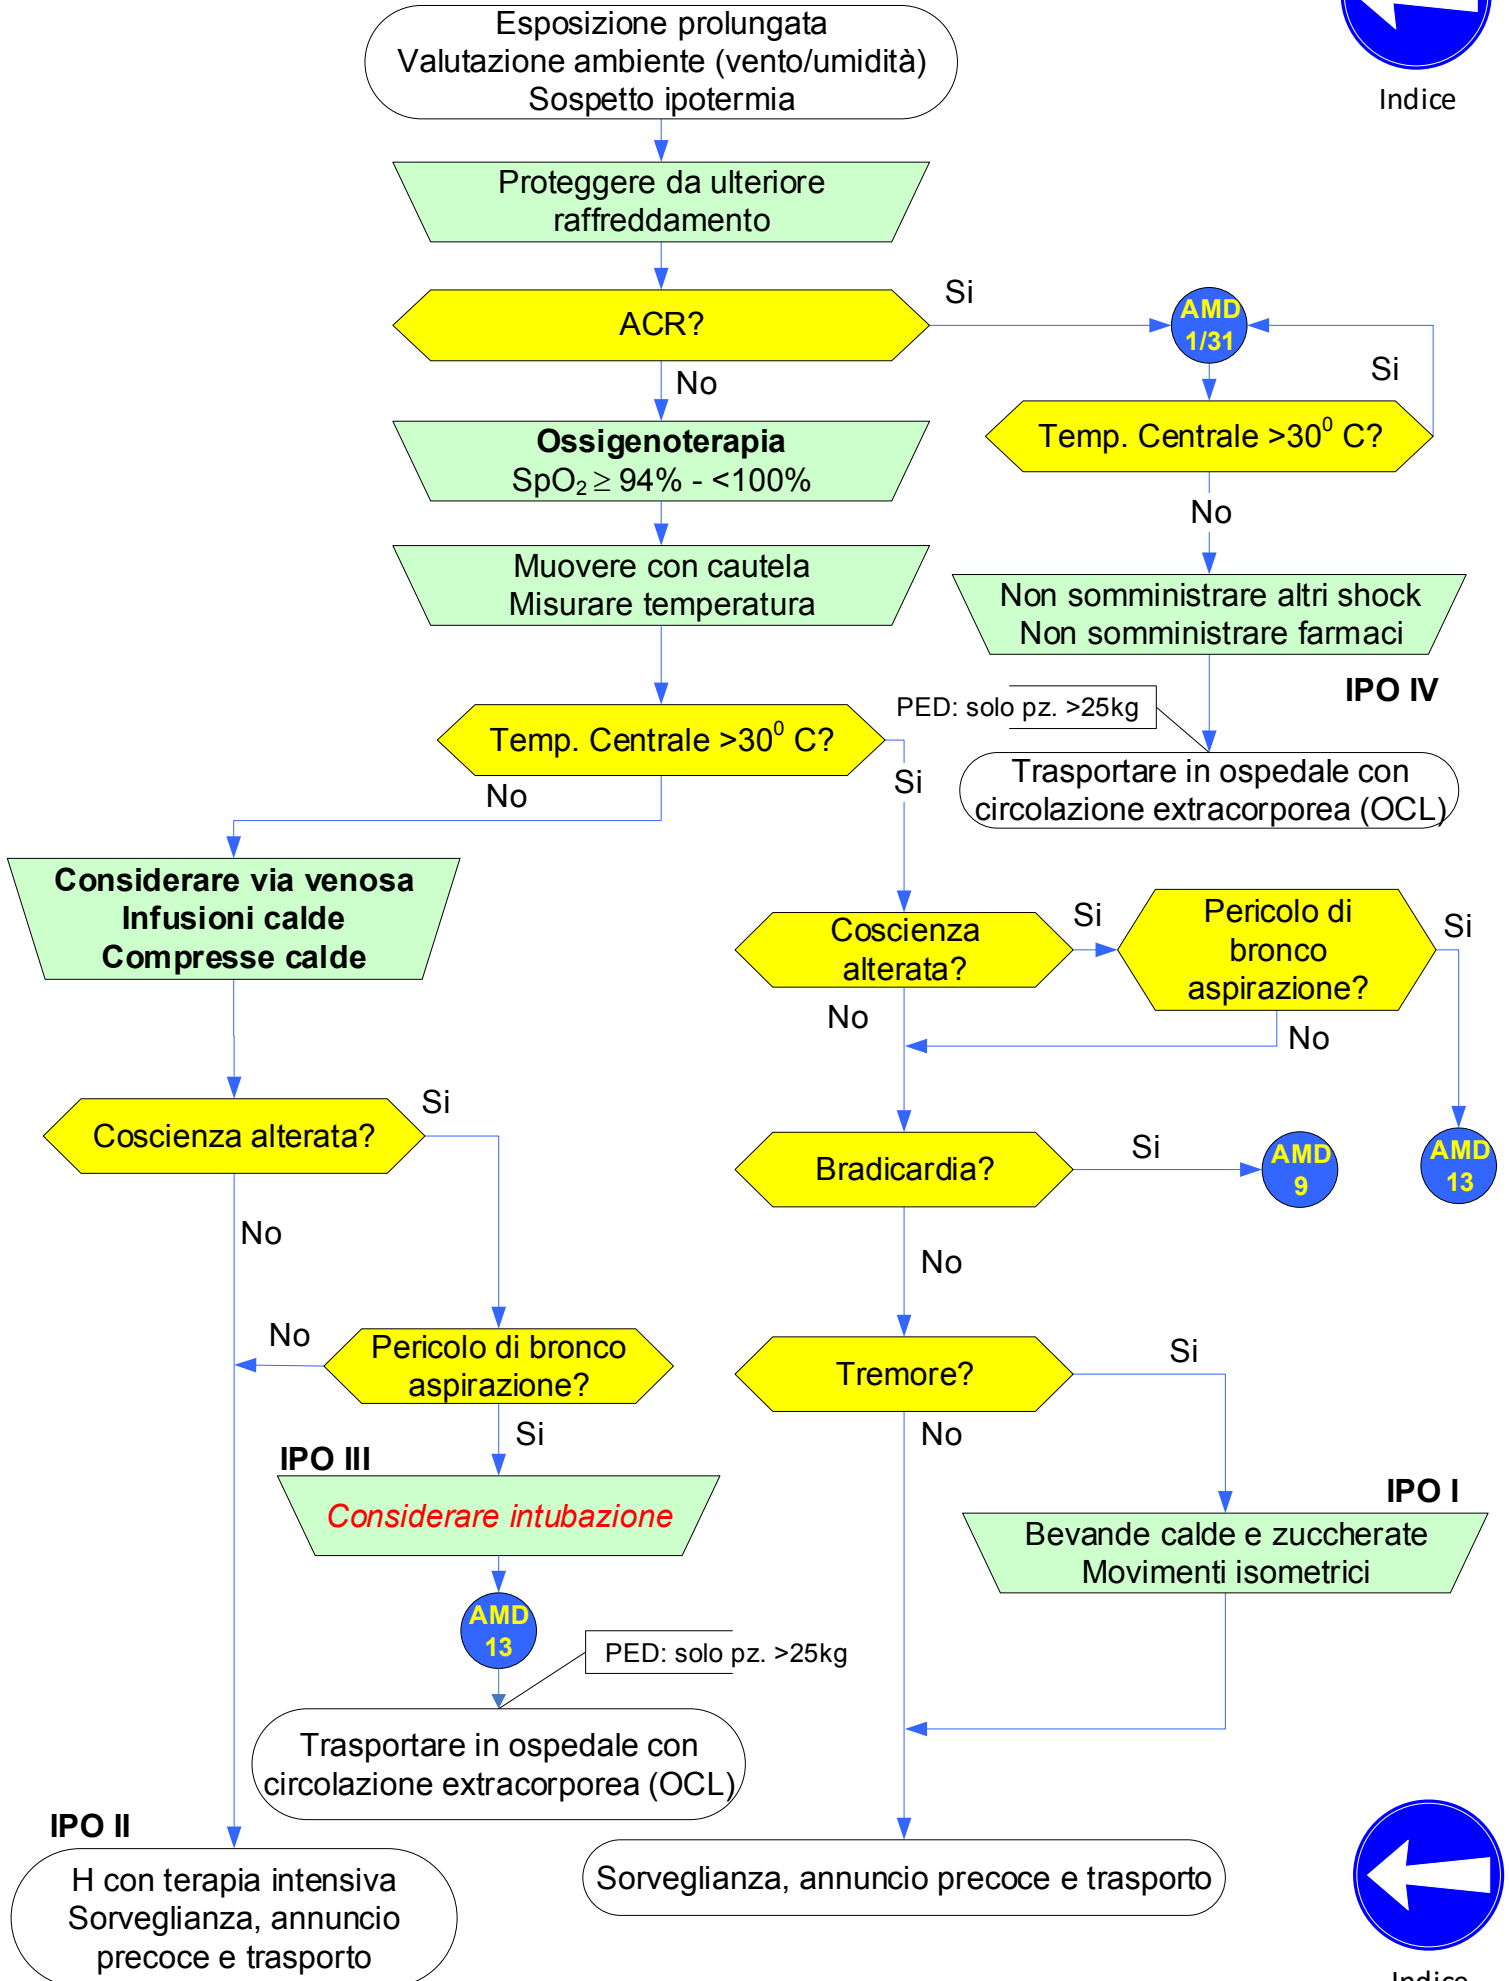 Esposizione prolungata
Valutazione ambiente (vento/umidità)
Sospetto ipotermia
Indice
Proteggere da ulteriore
raffreddamento
ACR?
Si
AMD
1/31
Si
No
Temp. Centrale >30⁰ C?
Ossigenoterapia
SpO₂ ≥ 94% - <100%
No
Muovere con cautela
Misurare temperatura
Non somministrare altri shock
Non somministrare farmaci
IPO IV
PED: solo pz. >25kg
Temp. Centrale >30⁰ C?
Trasportare in ospedale con
circolazione extracorporea (OCL)
Si
No
Considerare via venosa
Infusioni calde
Compresse calde
Coscienza
alterata?
Si
Pericolo di
bronco
aspirazione?
Si
No
No
Coscienza alterata?
Si
Bradicardia?
Si
AMD
9
AMD
13
No
No
No
Pericolo di bronco
aspirazione?
Tremore?
Si
Si
No
IPO III
Considerare intubazione
IPO I
Bevande calde e zuccherate
Movimenti isometrici
AMD
13
PED: solo pz. >25kg
Trasportare in ospedale con
circolazione extracorporea (OCL)
IPO II
H con terapia intensiva
Sorveglianza, annuncio
precoce e trasporto
Sorveglianza, annuncio precoce e trasporto
Indice